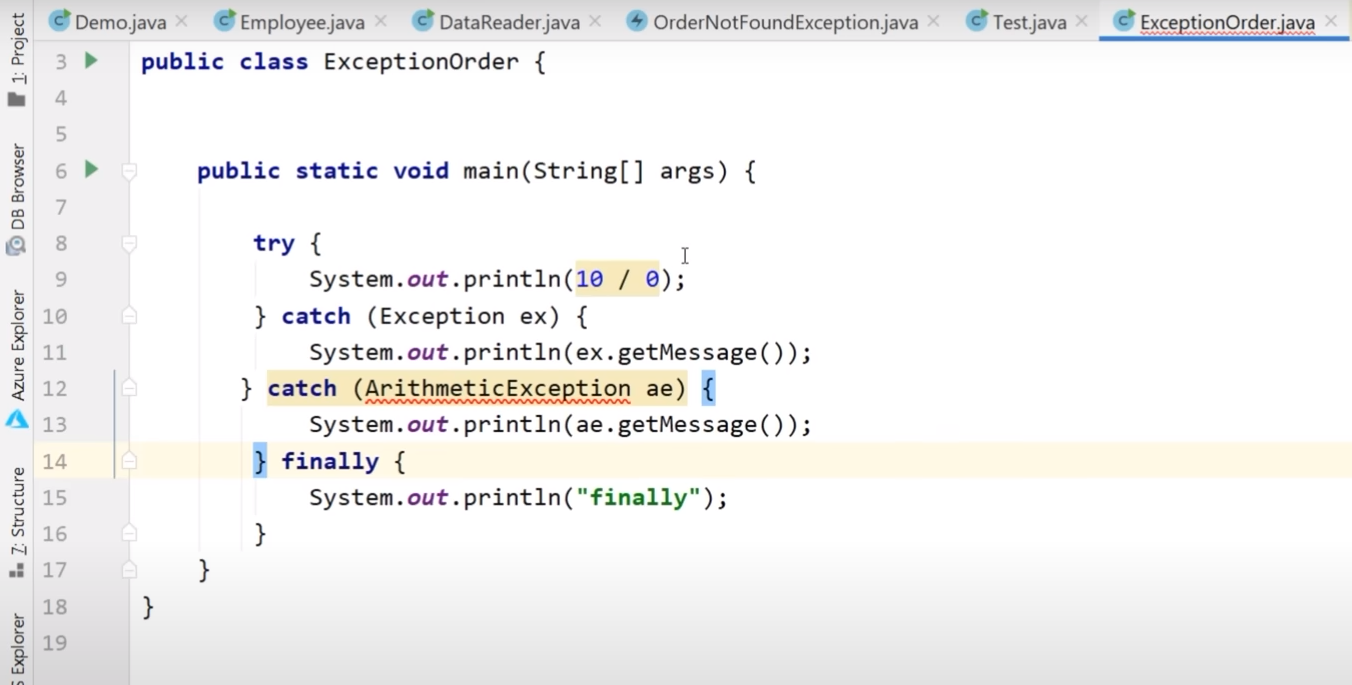 Demo.java Employee.java DataReader.java OrderNotFoundException.java Test.java ExceptionOrder.java
1: Project
DB Browser
Azure Explorer
7: Structure
Explorer
3 public class ExceptionOrder {
4
5
6 public static void main(String[] args) {
7
8 try {
9 System.out.println(10 / 0);
10 } catch (Exception ex) {
11 System.out.println(ex.getMessage());
12 } catch (ArithmeticException ae) {
13 System.out.println(ae.getMessage());
14 } finally {
15 System.out.println("finally");
16 }
17 }
18 }
19